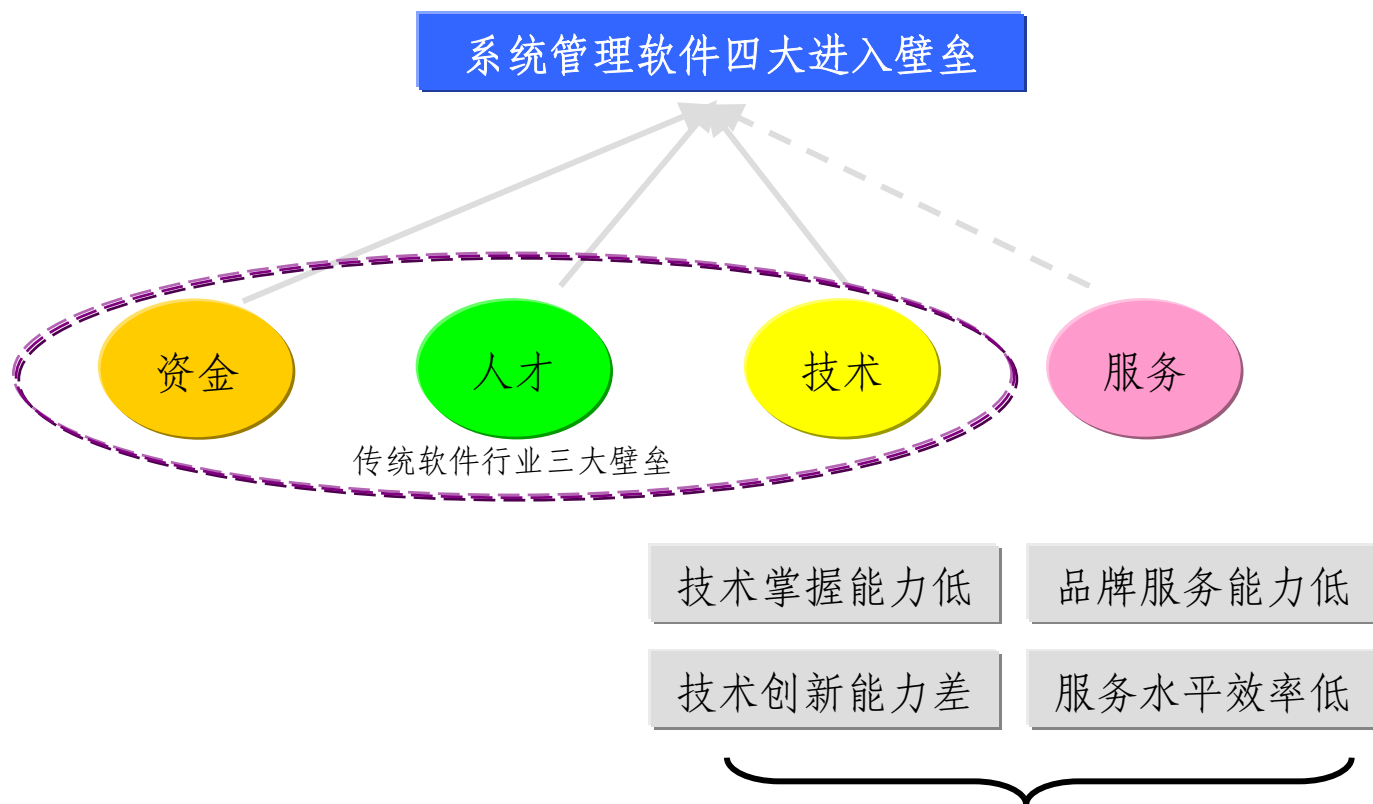 系统管理软件四大进入壁垒
资金
人才
技术
服务
传统软件行业三大壁垒
技术掌握能力低
品牌服务能力低
技术创新能力差
服务水平效率低